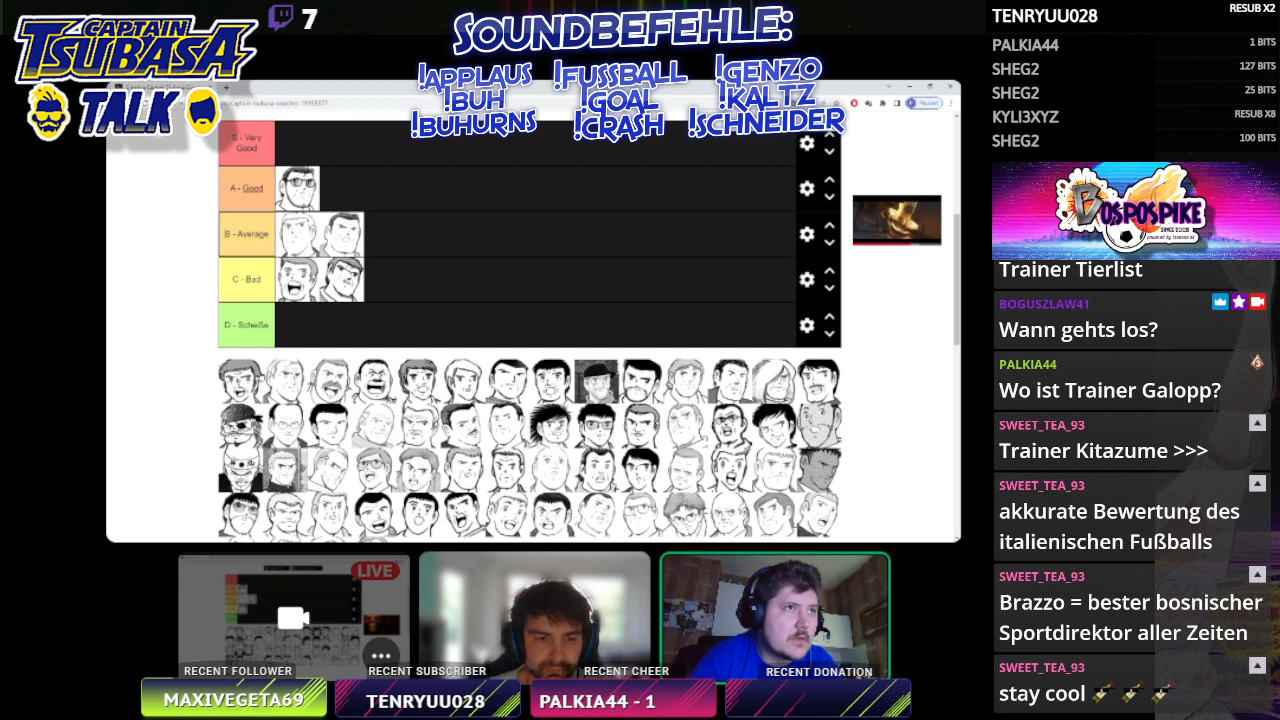 CAPTAIN
TSUBASA
TALK
7
SOUNDBEFEHLE:
!APPLAUS !FUSSBALL !GENZO
!BUH !GOAL !KALTZ
!BUHURNS !CRASH !SCHNEIDER
TENRYUU028 RESUB X2
PALKIA44 1 BITS
SHEG2 127 BITS
SHEG2 25 BITS
KYLI3XYZ RESUB X8
SHEG2 100 BITS
BOSPOSPIKE
SINCE 2008
Trainer Tierlist
BOGUSZLAW41
Wann gehts los?
PALKIA44
Wo ist Trainer Galopp?
SWEET_TEA_93
Trainer Kitazume >>>
SWEET_TEA_93
akkurate Bewertung des
italienischen Fußballs
SWEET_TEA_93
Brazzo = bester bosnischer
Sportdirektor aller Zeiten
SWEET_TEA_93
stay cool
Very
Good
A - Good
B - Average
C - Bad
D - Scheiße
LIVE
RECENT FOLLOWER
RECENT SUBSCRIBER
RECENT CHEER
RECENT DONATION
MAXIVEGETA69
TENRYUU028
PALKIA44 - 1